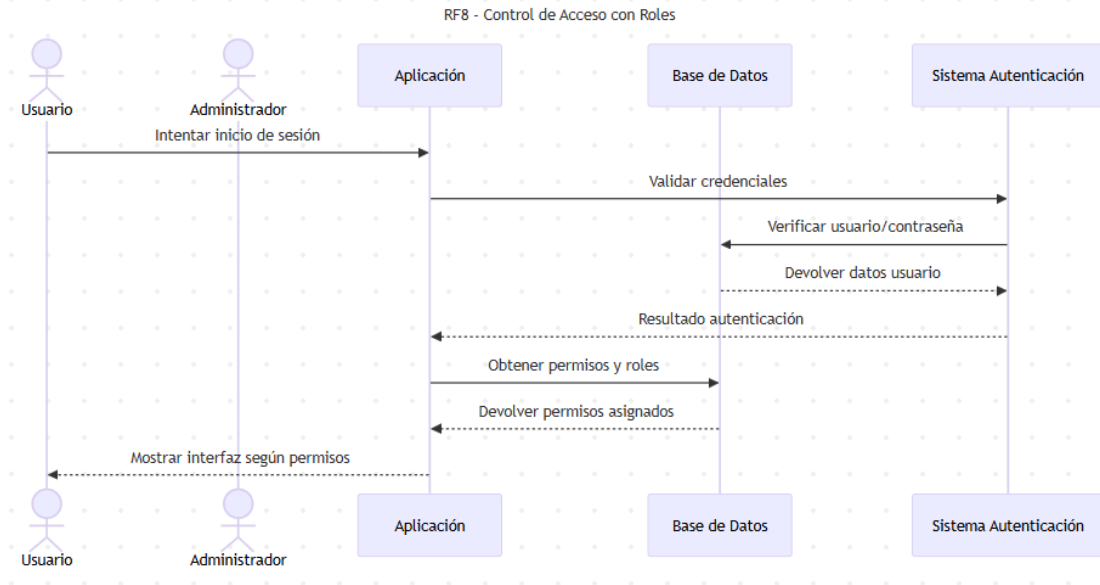 RF8 - Control de Acceso con Roles
Usuario
Administrador
Aplicación
Base de Datos
Sistema Autenticación
Intentar inicio de sesión
Validar credenciales
Verificar usuario/contraseña
Devolver datos usuario
Resultado autenticación
Obtener permisos y roles
Devolver permisos asignados
Mostrar interfaz según permisos
Usuario
Administrador
Aplicación
Base de Datos
Sistema Autenticación